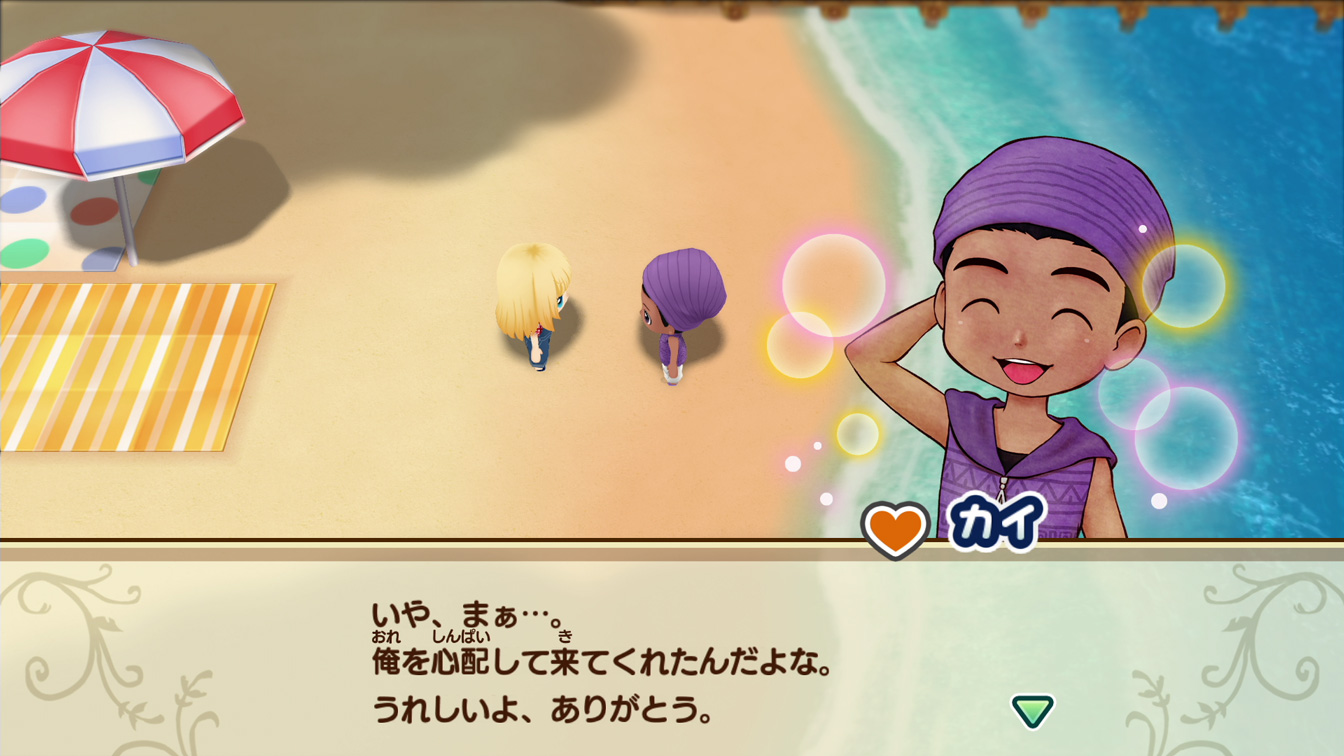 カイ
いや、まぁ…。
おれ しんぱい き
俺を心配して来てくれたんだよな。
うれしいよ、ありがとう。